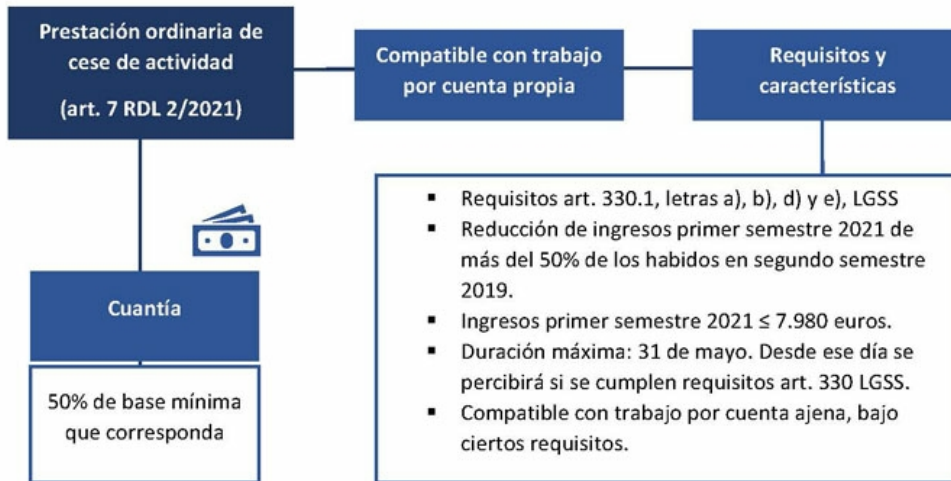 Prestación ordinaria de
cese de actividad
(art. 7 RDL 2/2021)
Compatible con trabajo
por cuenta propia
Requisitos y
características
▪ Requisitos art. 330.1, letras a), b), d) y e), LGSS
▪ Reducción de ingresos primer semestre 2021 de
más del 50% de los habidos en segundo semestre
2019.
▪ Ingresos primer semestre 2021 ≤ 7.980 euros.
▪ Duración máxima: 31 de mayo. Desde ese día se
percibirá si se cumplen requisitos art. 330 LGSS.
▪ Compatible con trabajo por cuenta ajena, bajo
ciertos requisitos.
Cuantía
50% de base mínima
que corresponda